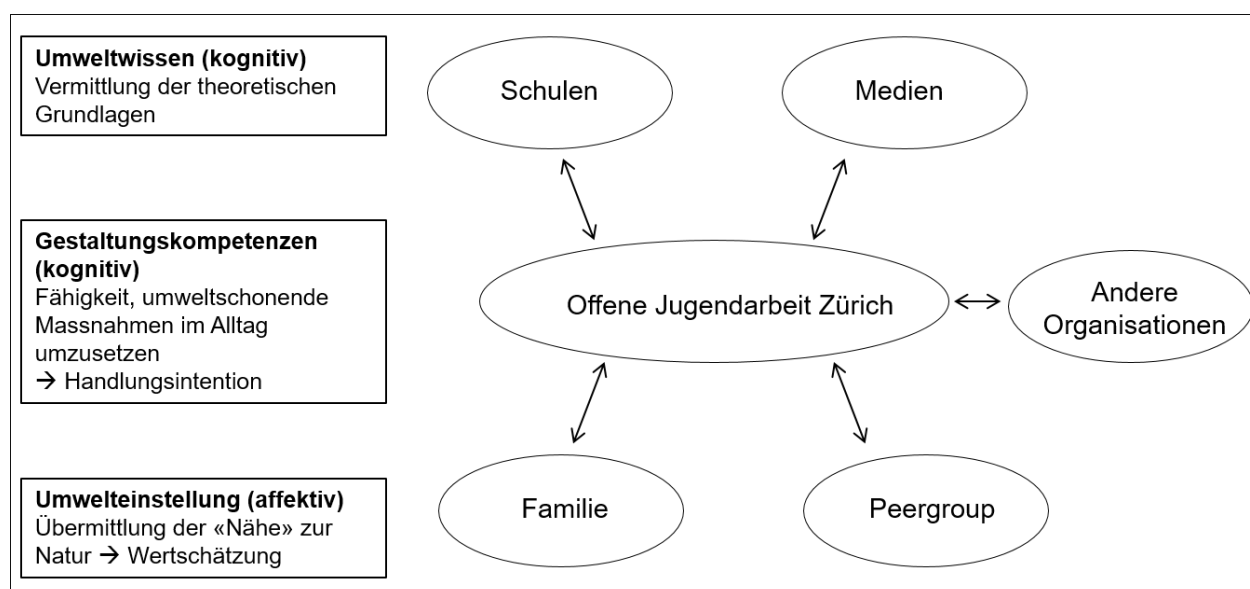 Umweltwissen (kognitiv)
Vermittlung der theoretischen
Grundlagen
Schulen
Medien
Gestaltungskompetenzen
(kognitiv)
Fähigkeit, umweltschonende
Massnahmen im Alltag
umzusetzen
→ Handlungsintention
Offene Jugendarbeit Zürich
Andere
Organisationen
Umwelteinstellung (affektiv)
Übermittlung der «Nähe» zur
Natur → Wertschätzung
Familie
Peergroup